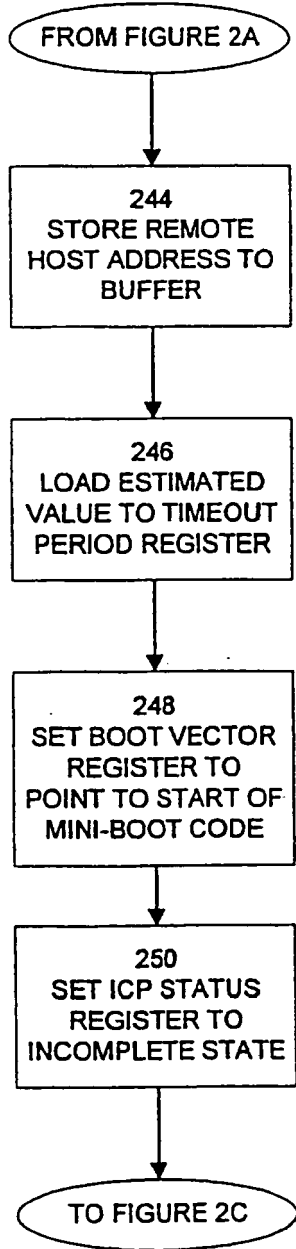 FROM FIGURE 2A
244
STORE REMOTE
HOST ADDRESS TO
BUFFER
246
LOAD ESTIMATED
VALUE TO TIMEOUT
PERIOD REGISTER
248
SET BOOT VECTOR
REGISTER TO
POINT TO START OF
MINI-BOOT CODE
250
SET ICP STATUS
REGISTER TO
INCOMPLETE STATE
TO FIGURE 2C